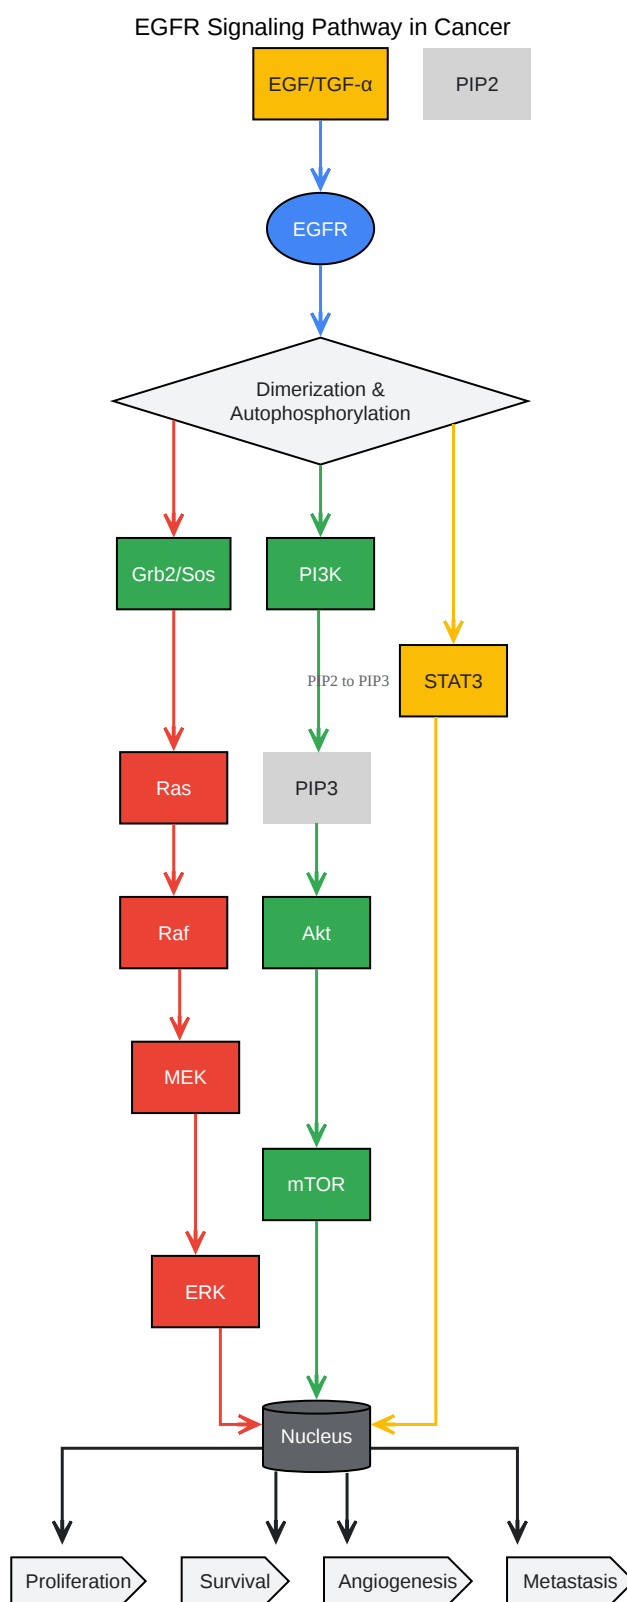 EGFR Signaling Pathway in Cancer
EGF/TGF-α
PIP2
EGFR
Dimerization &
Autophosphorylation
Grb2/Sos
PI3K
PIP2 to PIP3
STAT3
Ras
PIP3
Raf
Akt
MEK
mTOR
ERK
Nucleus
Proliferation
Survival
Angiogenesis
Metastasis